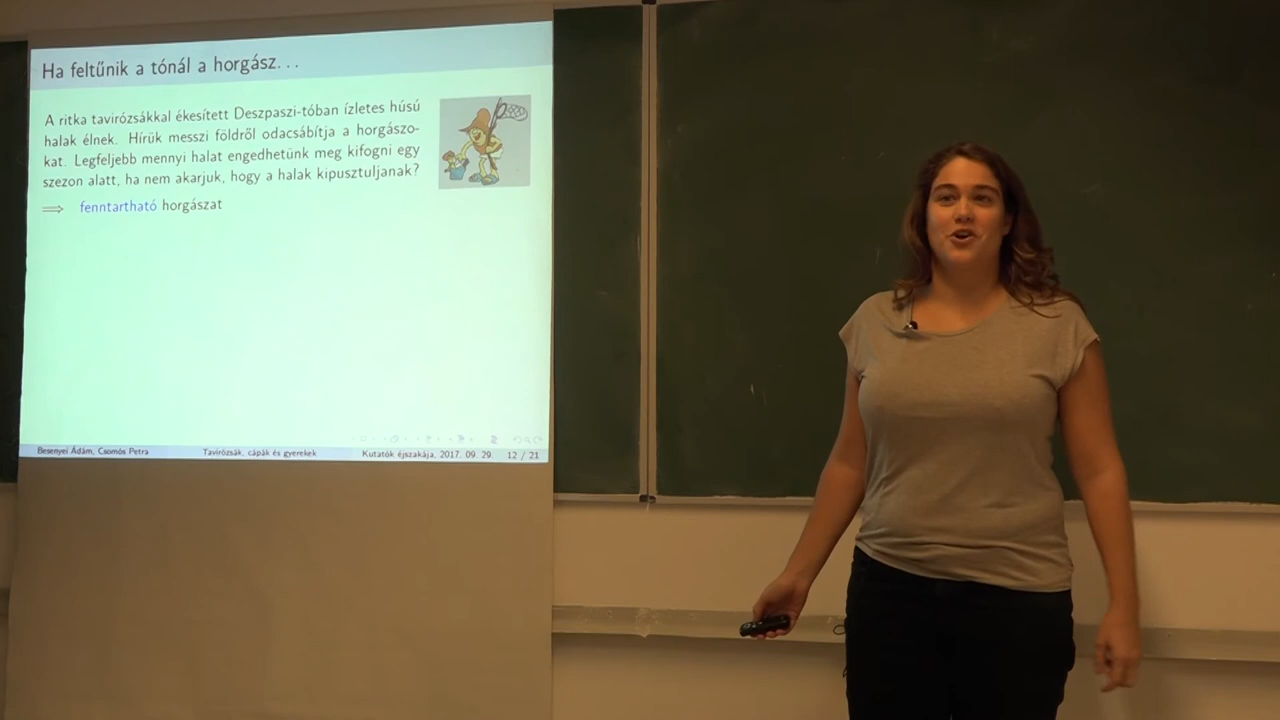 Ha feltűnik a tónál a horgász...
A ritka tavirózsákkal ékesített Deszpaszi-tóban ízletes húsú
halak élnek. Hírük messzi földről odacsábítja a horgászo-
kat. Legfeljebb mennyi halat engedhetünk meg kifogni egy
szezon alatt, ha nem akarjuk, hogy a halak kipusztuljanak?
⟹ fenntartható horgászat
Besenyei Ádám, Csomós Petra Tavirózsák, cápák és gyerekek Kutatók éjszakája, 2017. 09. 29. 12 / 21